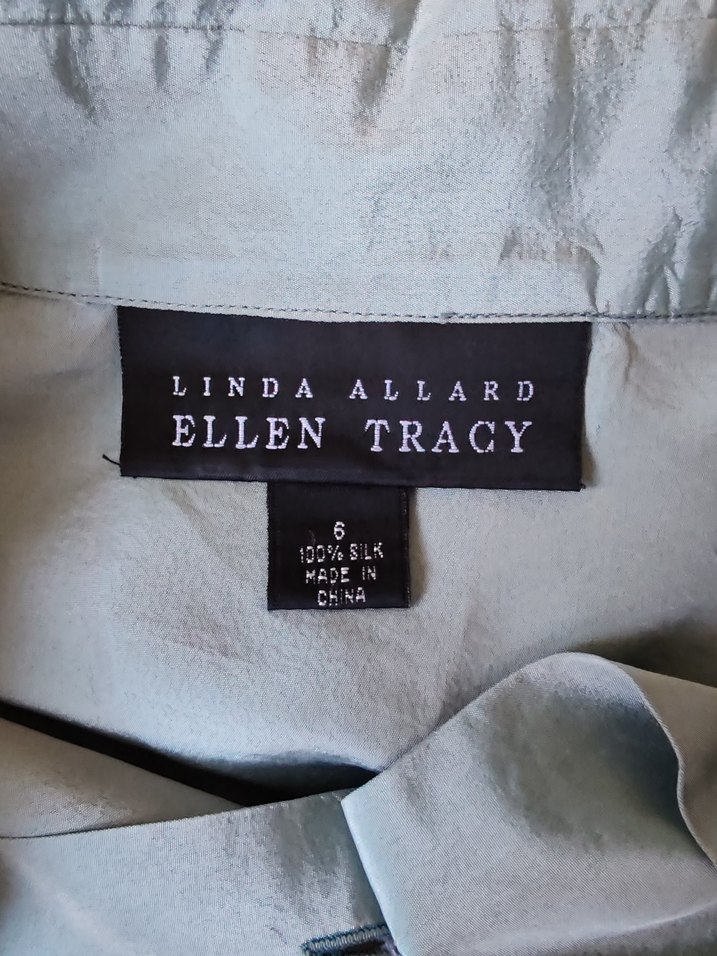 LINDA ALLARD
ELLEN TRACY
6
100% SILK
MADE IN
CHINA